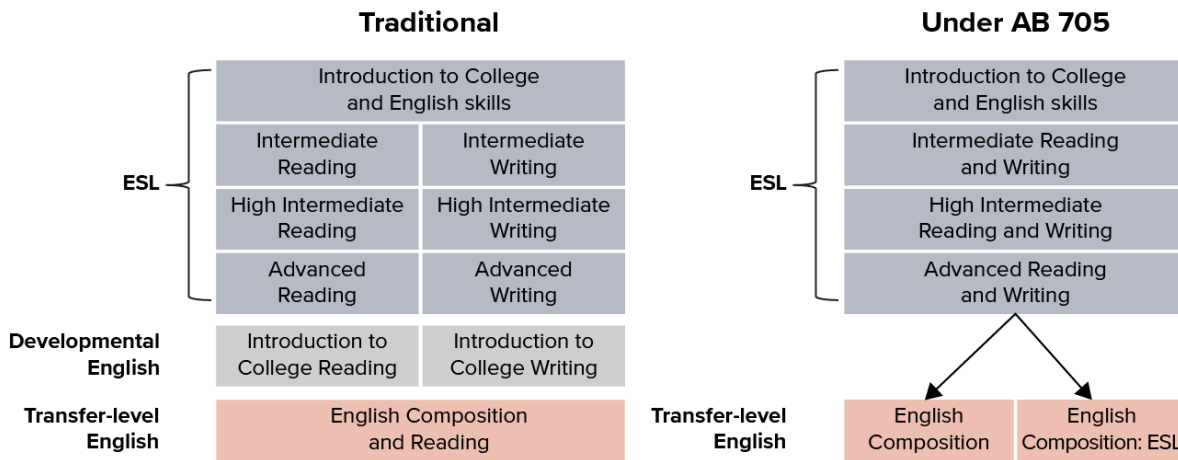 Traditional
ESL
Introduction to College
and English skills
Intermediate
Reading
Intermediate
Writing
High Intermediate
Reading
High Intermediate
Writing
Advanced
Reading
Advanced
Writing
Developmental
English
Introduction to
College Reading
Introduction to
College Writing
Transfer-level
English
English Composition
and Reading
Under AB 705
ESL
Introduction to College
and English skills
Intermediate Reading
and Writing
High Intermediate
Reading and Writing
Advanced Reading
and Writing
Transfer-level
English
English
Composition
English
Composition: ESL